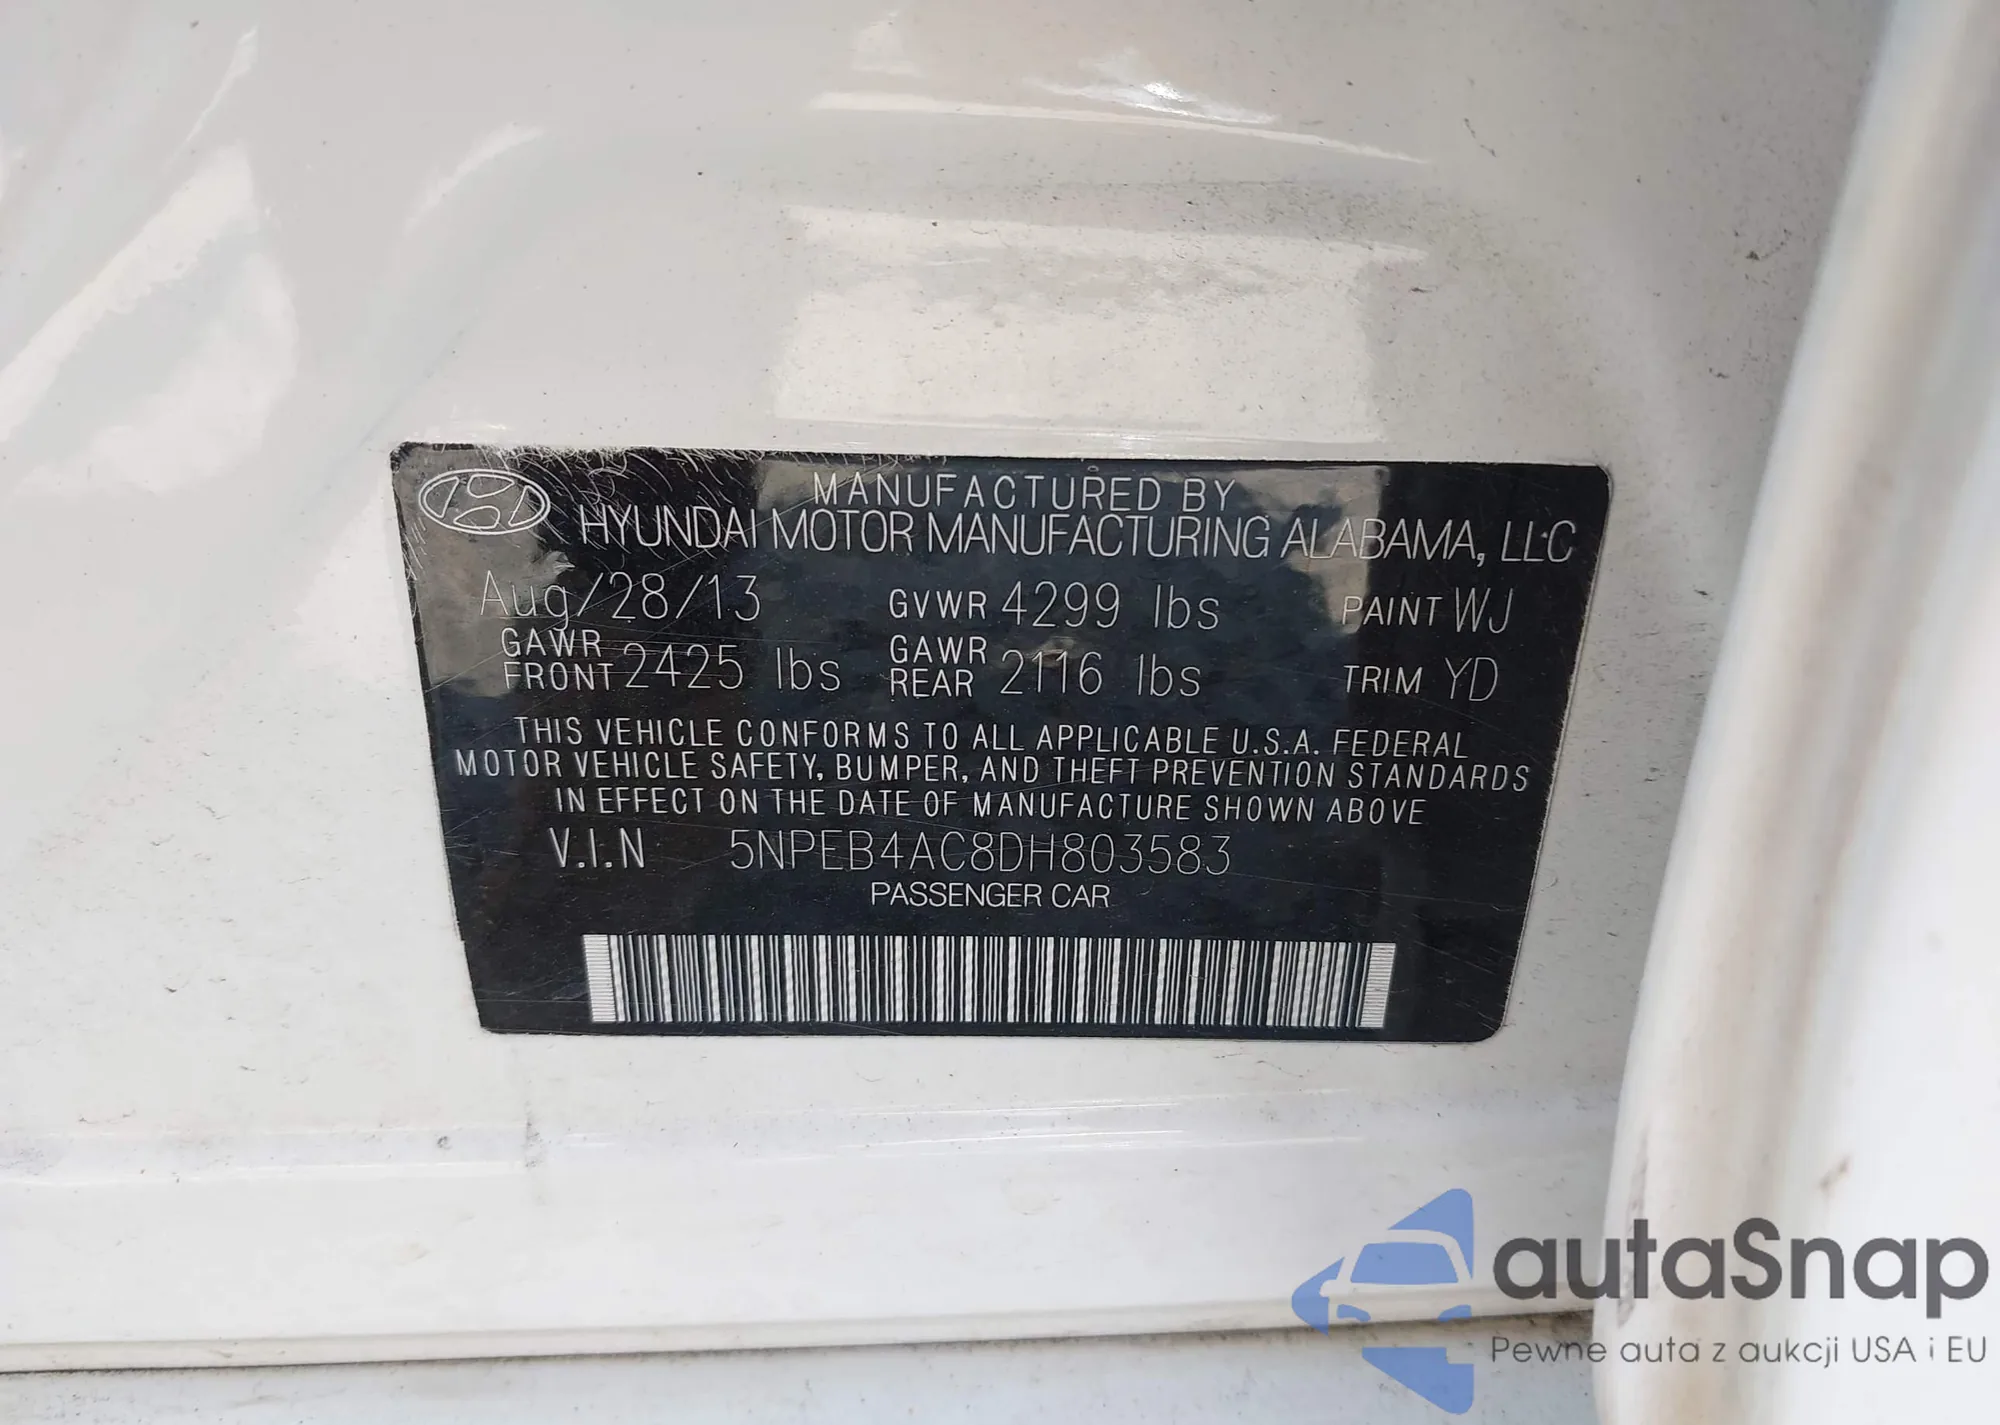 MANUFACTURED BY
HYUNDAI MOTOR MANUFACTURING ALABAMA, LLC
Aug/28/13 GVWR 4299 lbs PAINT WJ
GAWR FRONT 2425 lbs GAWR REAR 2116 lbs TRIM YD
THIS VEHICLE CONFORMS TO ALL APPLICABLE U.S.A. FEDERAL
MOTOR VEHICLE SAFETY, BUMPER, AND THEFT PREVENTION STANDARDS
IN EFFECT ON THE DATE OF MANUFACTURE SHOWN ABOVE
V.I.N 5NPEB4AC8DH803583
PASSENGER CAR
autaSnap
Pewne auta z aukcji USA i EU